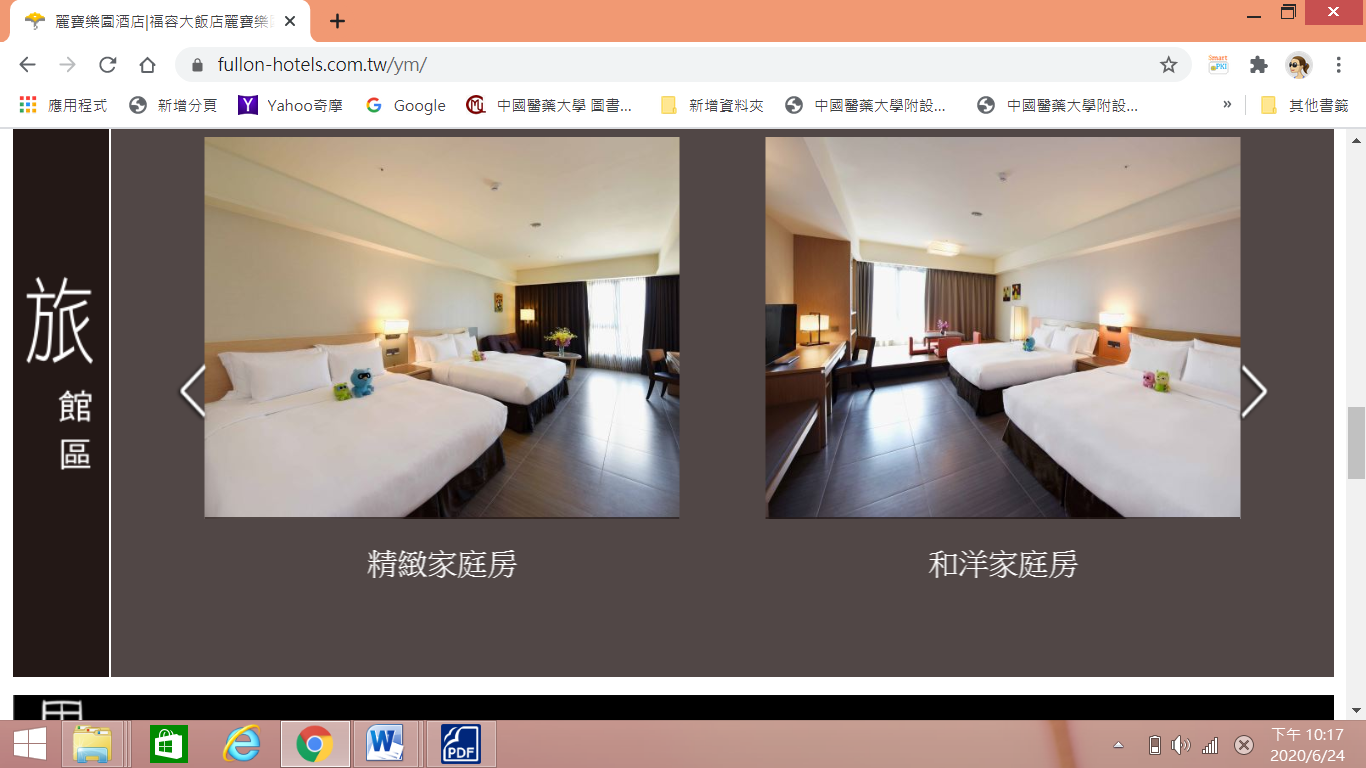 麗寶樂園酒店|福容大飯店麗寶樂
fullon-hotels.com.tw/ym/
Smart
PKI
應用程式
新增分頁
Yahoo奇摩
Google
中國醫藥大學 圖書...
新增資料夾
中國醫藥大學附設...
中國醫藥大學附設...
»
其他書籤
旅
館
區
精緻家庭房
和洋家庭房
PDF
下午 10:17
2020/6/24